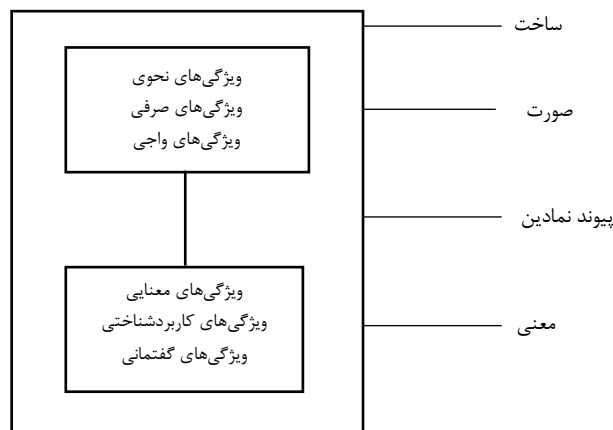 ساخت
ویژگی‌های نحوی
ویژگی‌های صرفی
ویژگی‌های واجی
صورت
پیوند نمادین
ویژگی‌های معنایی
ویژگی‌های کاربردشناختی
ویژگی‌های گفتمانی
معنی